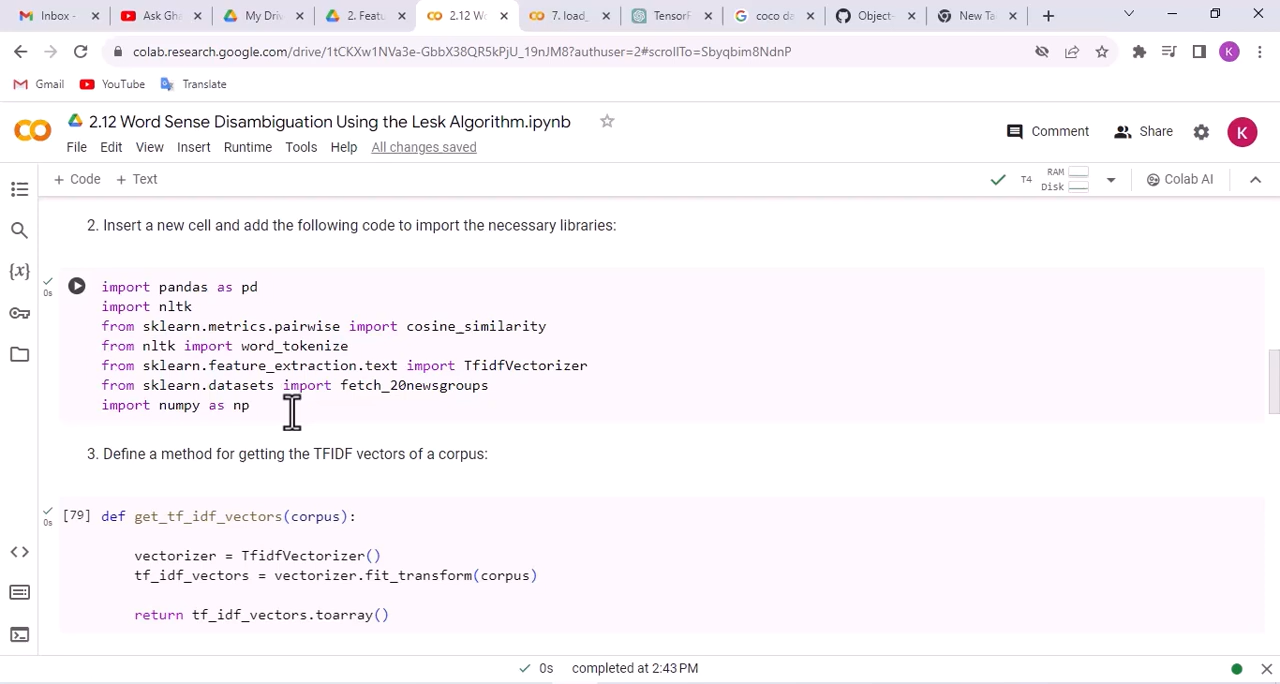 Inbox -
Ask Gha
My Driv
2. Featu
2.12 Wo
7. load_
TensorF
coco da
Object-
New Ta
colab.research.google.com/drive/1tCKXw1NVa3e-GbbX38QR5kPjU_19nJM8?authuser=2#scrollTo=Sbyqbim8NdnP
K
Gmail
YouTube
Translate
2.12 Word Sense Disambiguation Using the Lesk Algorithm.ipynb
Comment
Share
K
File Edit View Insert Runtime Tools Help All changes saved
+ Code + Text
T4
RAM
Disk
Colab AI
2. Insert a new cell and add the following code to import the necessary libraries:
{x}
0s
import pandas as pd
import nltk
from sklearn.metrics.pairwise import cosine_similarity
from nltk import word_tokenize
from sklearn.feature_extraction.text import TfidfVectorizer
from sklearn.datasets import fetch_20newsgroups
import numpy as np
3. Define a method for getting the TFIDF vectors of a corpus:
0s
[79] def get_tf_idf_vectors(corpus):
vectorizer = TfidfVectorizer()
tf_idf_vectors = vectorizer.fit_transform(corpus)
return tf_idf_vectors.toarray()
0s completed at 2:43 PM